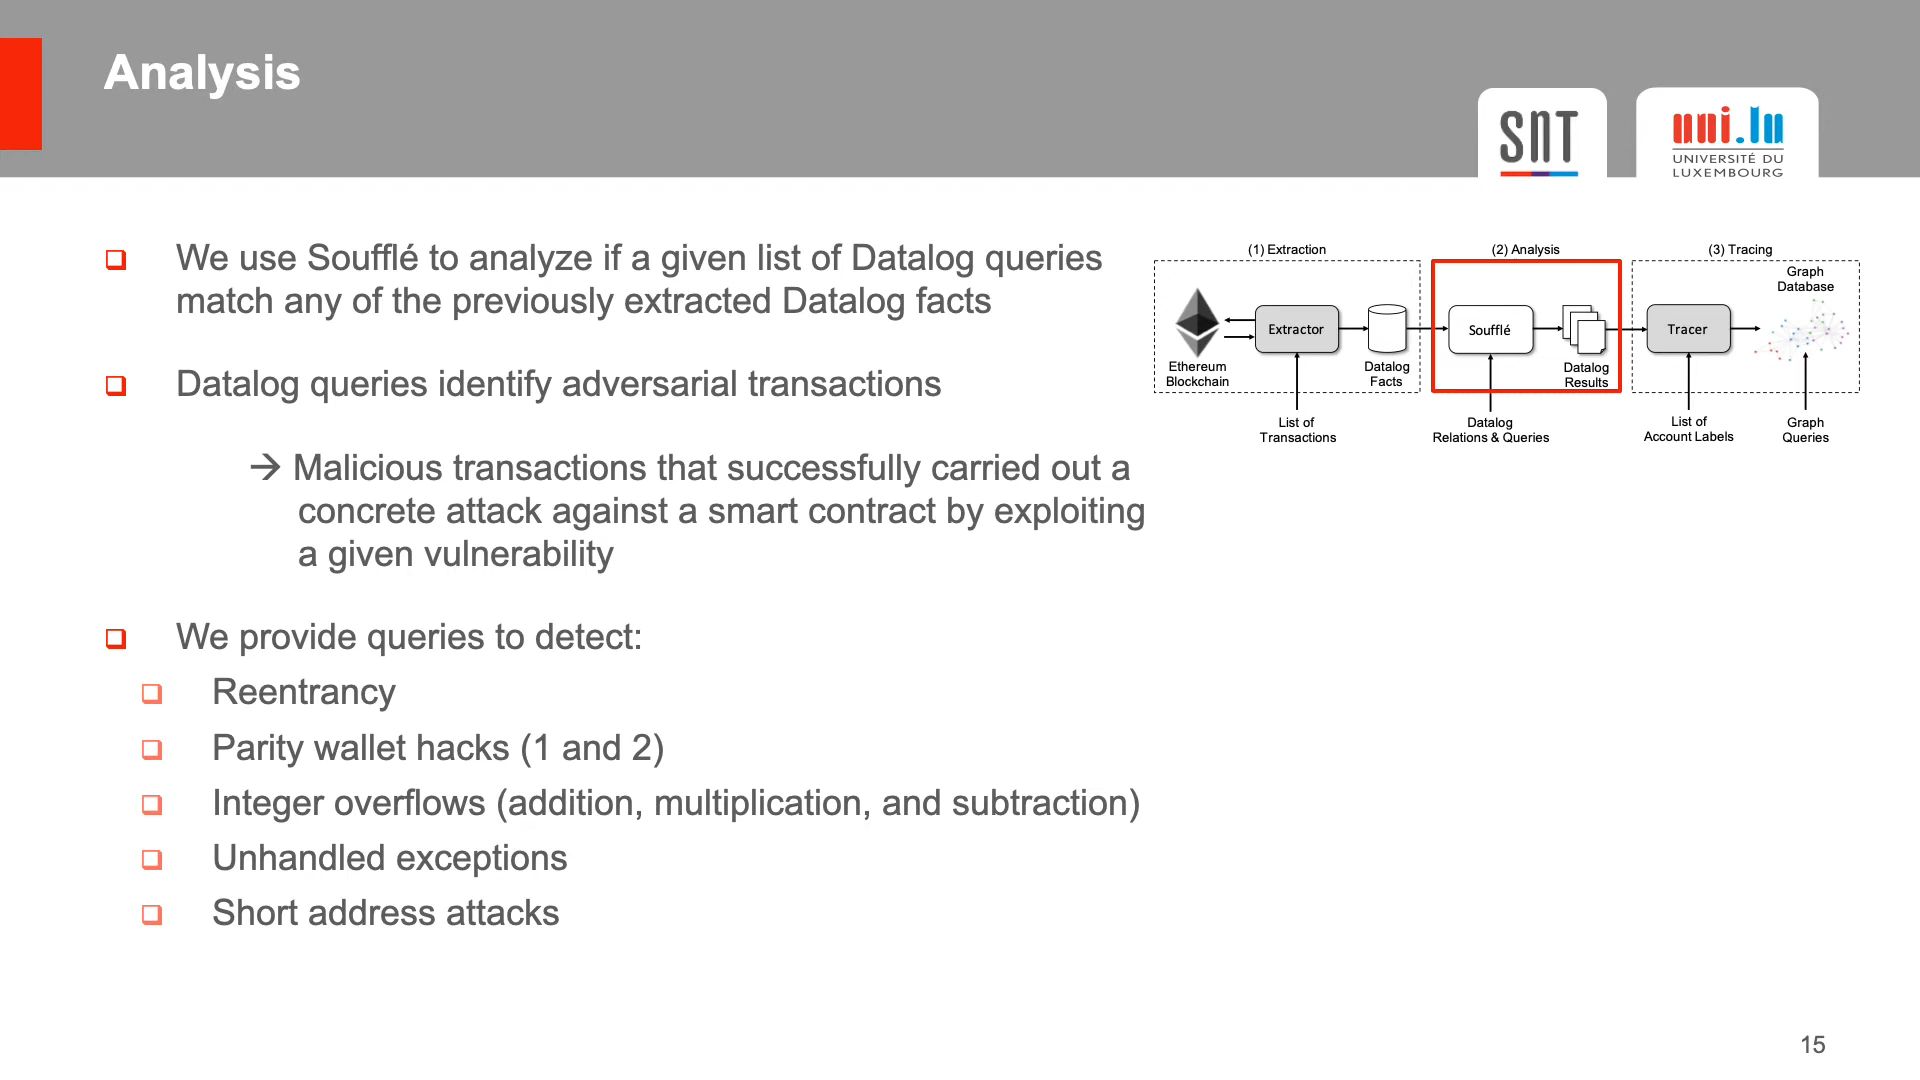 Analysis
SNT
uni.lu
UNIVERSITÉ DU
LUXEMBOURG
We use Soufflé to analyze if a given list of Datalog queries
match any of the previously extracted Datalog facts
Datalog queries identify adversarial transactions
→ Malicious transactions that successfully carried out a
concrete attack against a smart contract by exploiting
a given vulnerability
We provide queries to detect:
Reentrancy
Parity wallet hacks (1 and 2)
Integer overflows (addition, multiplication, and subtraction)
Unhandled exceptions
Short address attacks
(1) Extraction
Ethereum
Blockchain
Extractor
Datalog
Facts
List of
Transactions
(2) Analysis
Soufflé
Datalog
Results
Datalog
Relations & Queries
(3) Tracing
Graph
Database
Tracer
List of
Account Labels
Graph
Queries
15